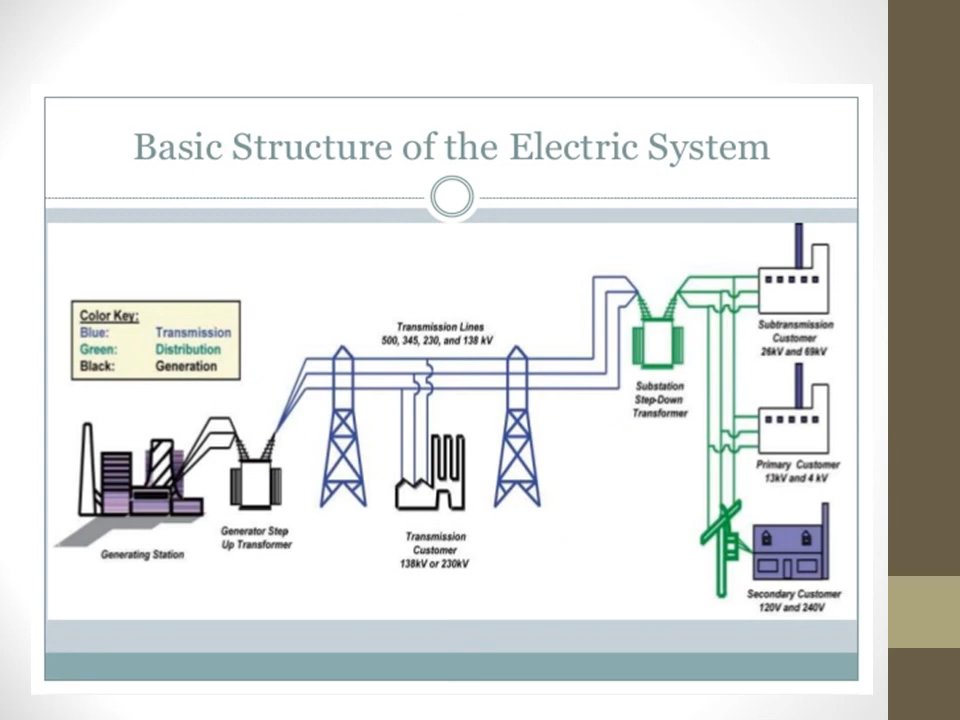 Basic Structure of the Electric System
Color Key:
Blue: Transmission
Green: Distribution
Black: Generation
Transmission Lines
500, 345, 230, and 138 kV
Substation
Step-Down
Transformer
Subtransmission
Customer
26kV and 69kV
Primary Customer
13kV and 4 kV
Secondary Customer
120V and 240V
Generating Station
Generator Step
Up Transformer
Transmission
Customer
138kV or 230kV